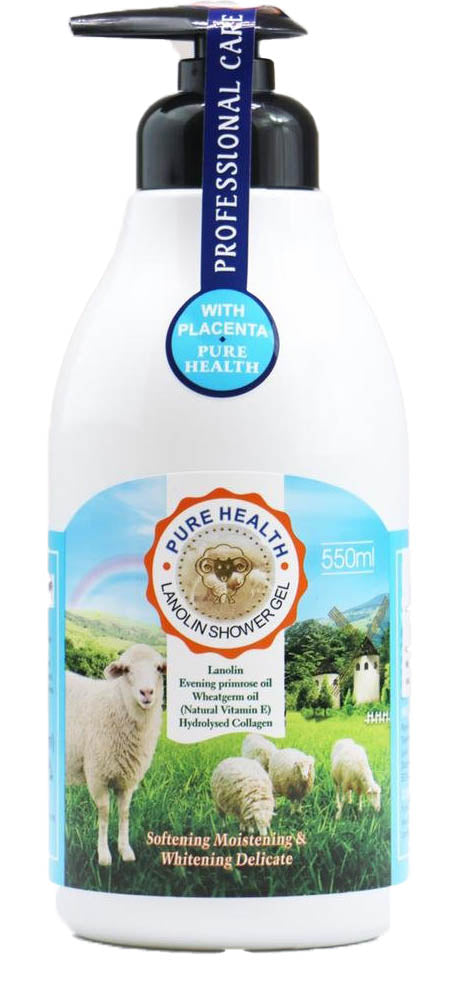 PROFESSIONAL CARE
WITH
PLACENTA
PURE
HEALTH
PURE HEALTH
LANOLIN SHOWER GEL
550ml
Lanolin
Evening primrose oil
Wheatgerm oil
(Natural Vitamin E)
Hydrolysed Collagen
Softening Moistening &
Whitening Delicate